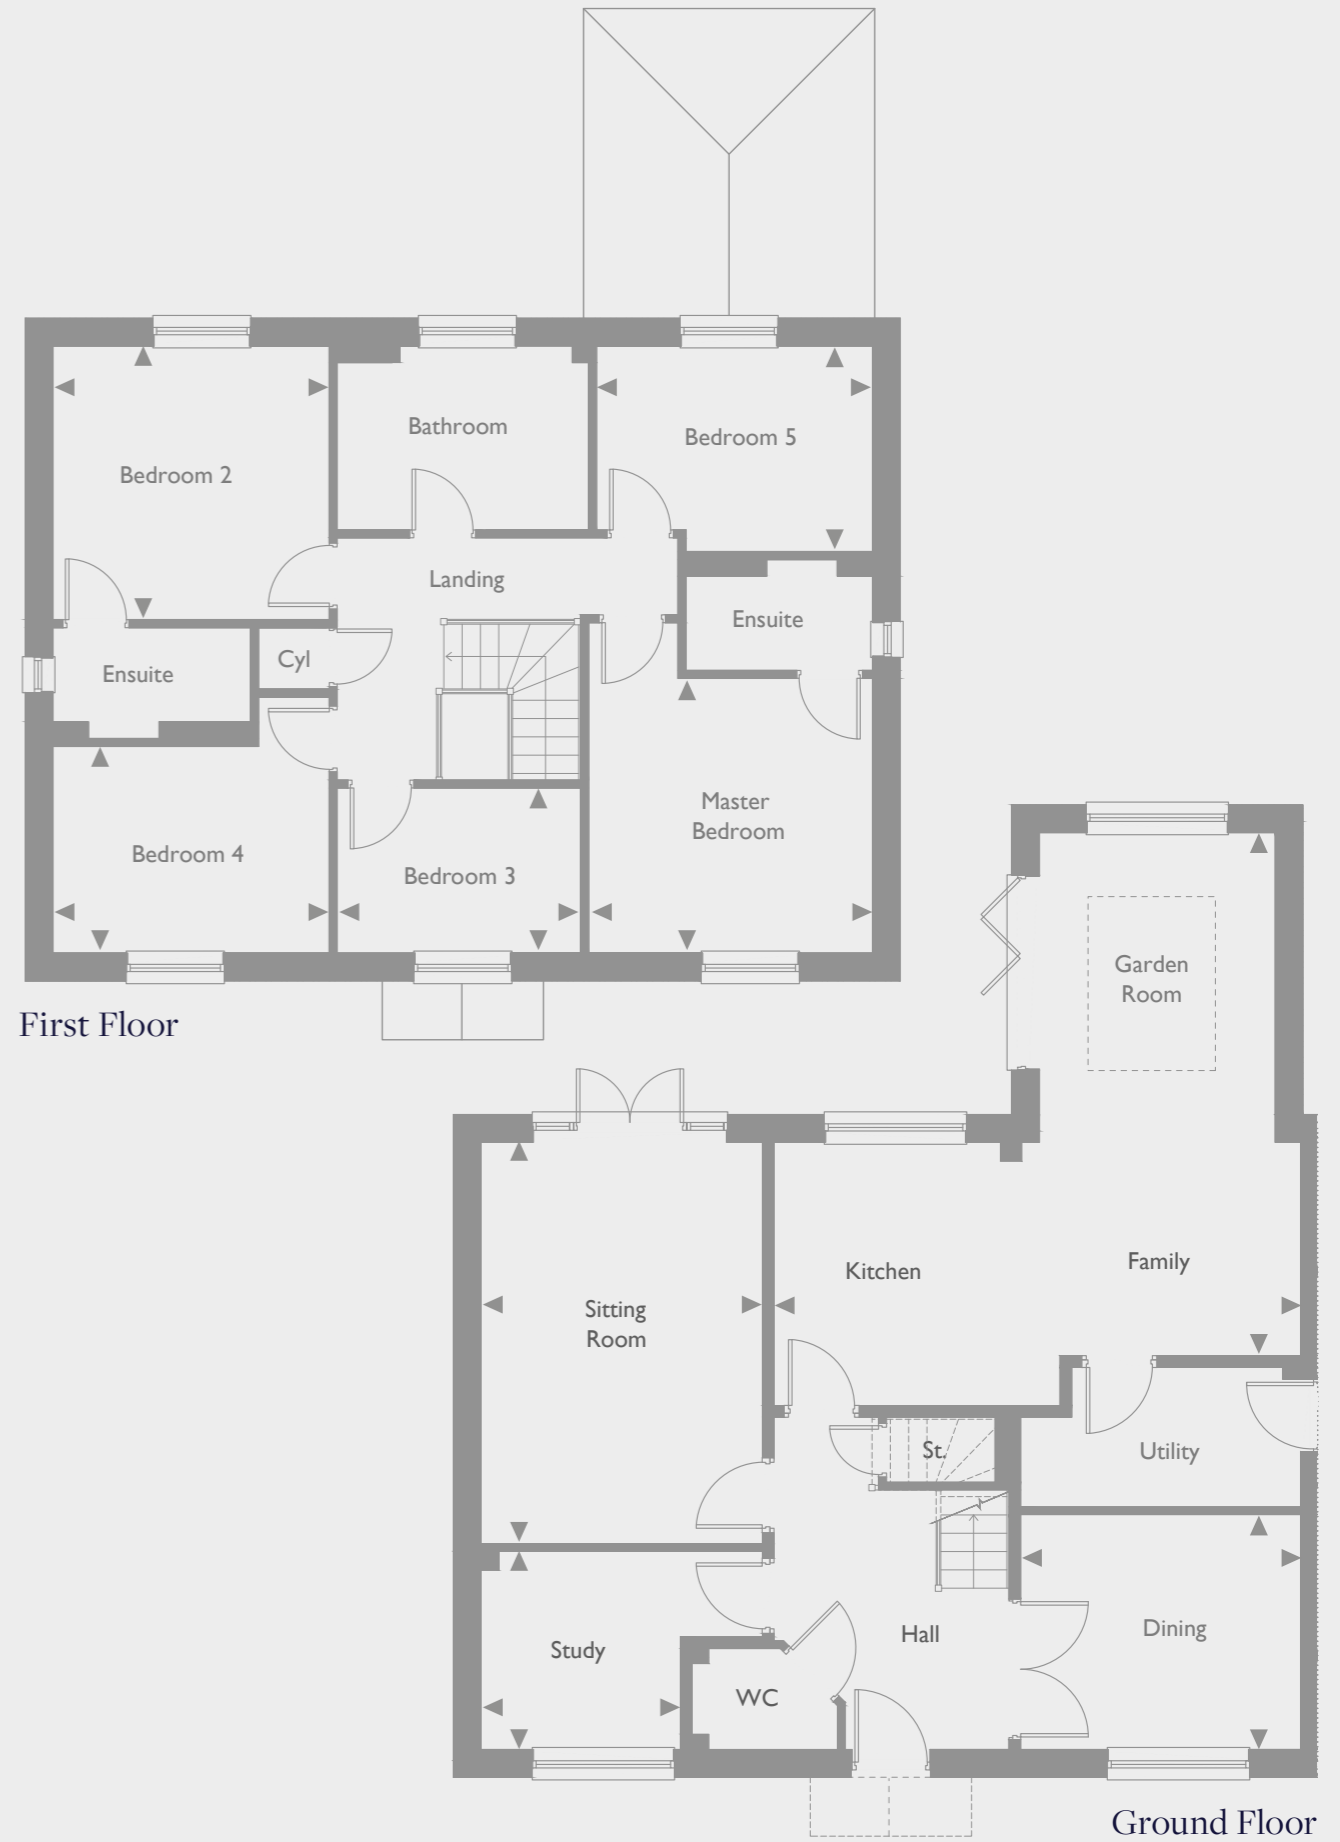 Bathroom
Bedroom 5
Bedroom 2
Landing
Ensuite
Cyl
Ensuite
Master
Bedroom
Bedroom 4
Bedroom 3
First Floor
Garden
Room
Kitchen
Family
Sitting
Room
St.
Utility
Hall
Dining
Study
WC
Ground Floor